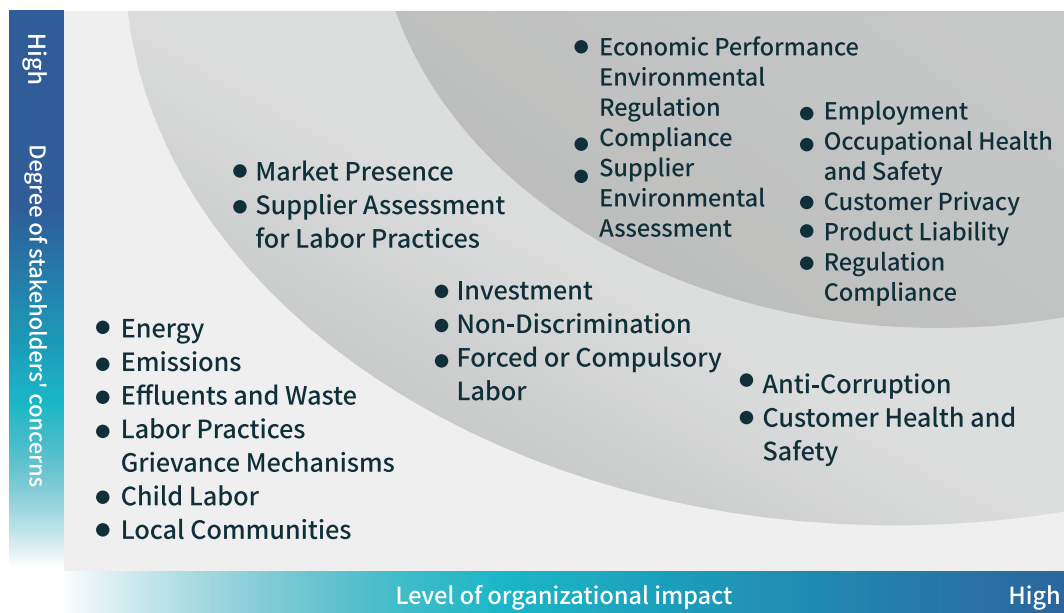 High
Degree of stakeholders' concerns
Economic Performance
Environmental
Regulation
Compliance
Supplier
Environmental
Assessment
Employment
Occupational Health
and Safety
Customer Privacy
Product Liability
Regulation
Compliance
Market Presence
Supplier Assessment
for Labor Practices
Investment
Non-Discrimination
Forced or Compulsory
Labor
Energy
Emissions
Effluents and Waste
Labor Practices
Grievance Mechanisms
Child Labor
Local Communities
Anti-Corruption
Customer Health and
Safety
Level of organizational impact
High